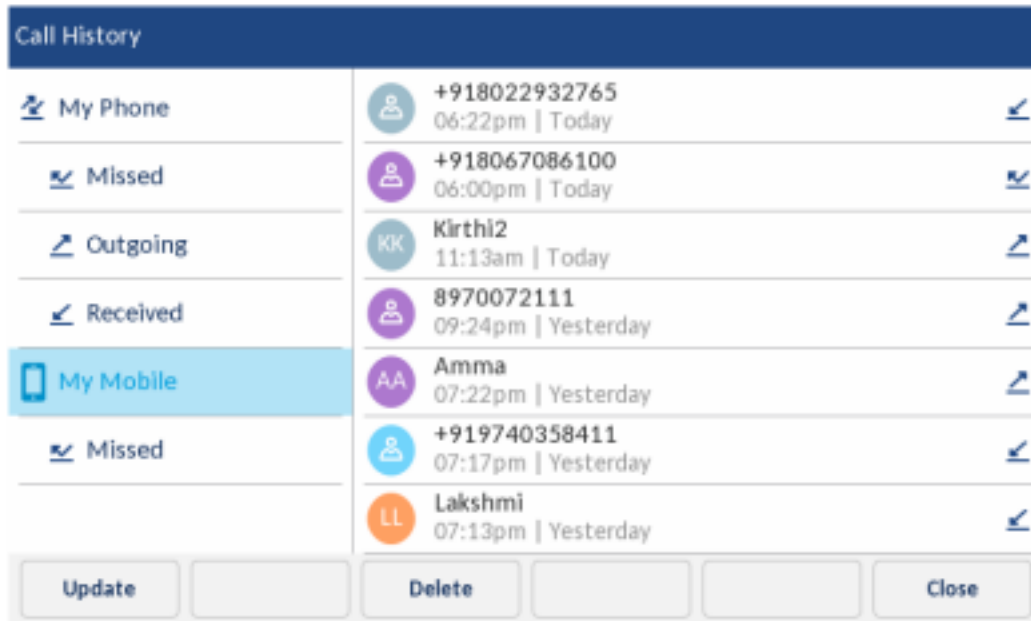 Call History
My Phone
Missed
Outgoing
Received
My Mobile
Missed
+918022932765
06:22pm | Today
+918067086100
06:00pm | Today
KK
Kirthi2
11:13am | Today
8970072111
09:24pm | Yesterday
AA
Amma
07:22pm | Yesterday
+919740358411
07:17pm | Yesterday
LL
Lakshmi
07:13pm | Yesterday
Update
Delete
Close